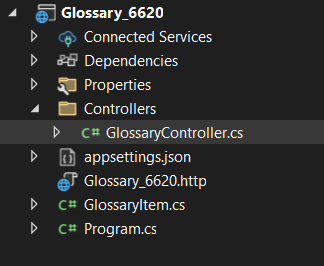 Glossary_6620
Connected Services
Dependencies
Properties
Controllers
C# GlossaryController.cs
appsettings.json
Glossary_6620.http
C# GlossaryItem.cs
C# Program.cs